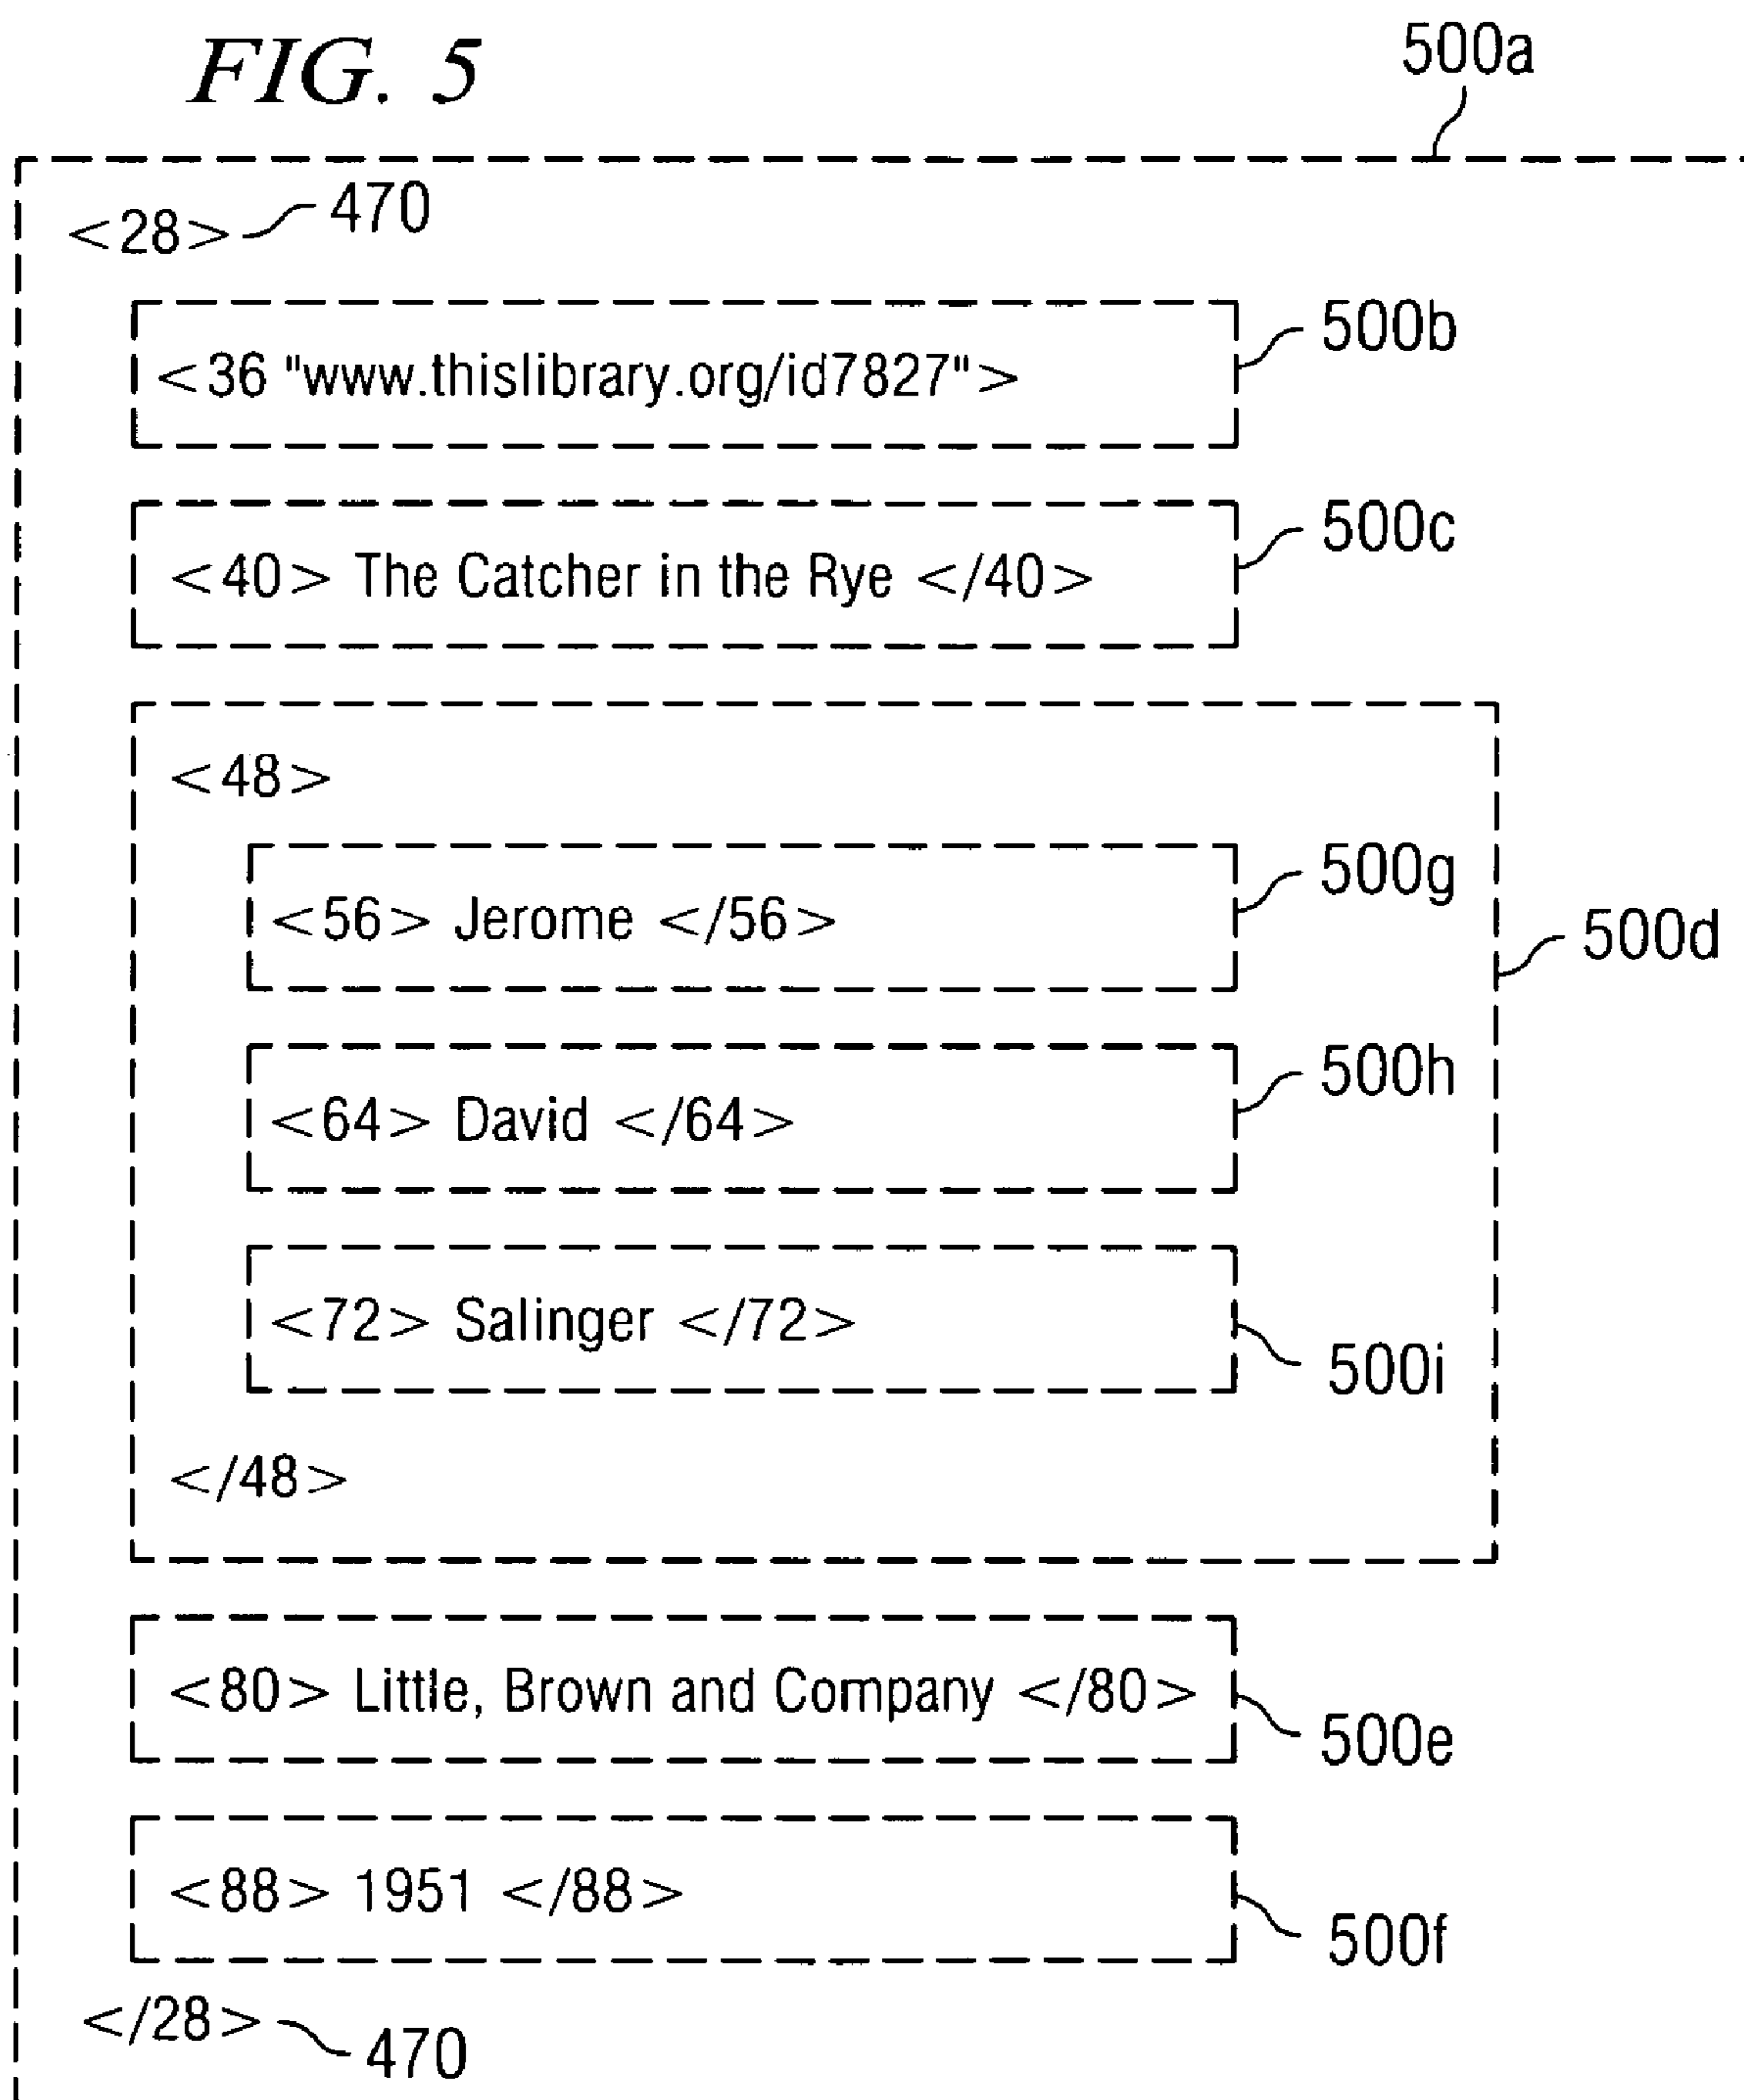 FIG. 5
500a
<28> 470
<36 "www.thislibrary.org/id7827"> 500b
<40> The Catcher in the Rye </40> 500c
<48>
<56> Jerome </56> 500g
500d
<64> David </64> 500h
<72> Salinger </72> 500i
</48>
<80> Little, Brown and Company </80> 500e
<88> 1951 </88> 500f
</28> 470